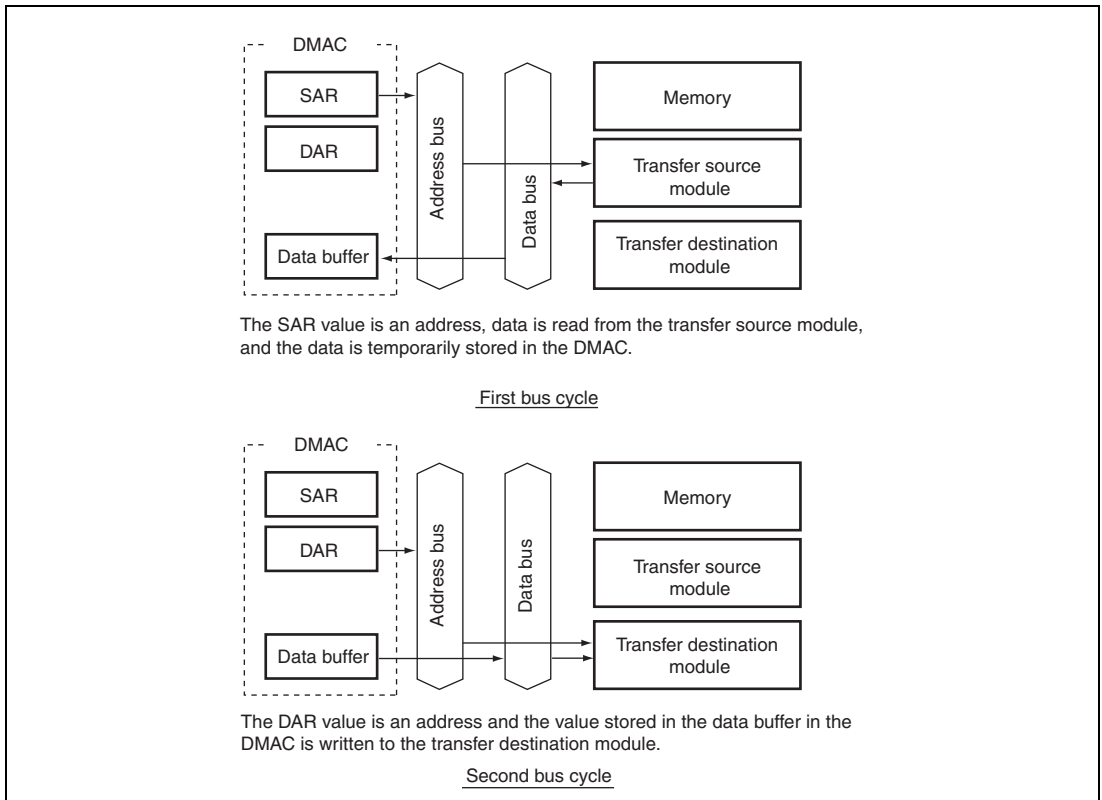 DMAC
SAR
Memory
DAR
Address bus
Data bus
Transfer source
module
Data buffer
Transfer destination
module
The SAR value is an address, data is read from the transfer source module,
and the data is temporarily stored in the DMAC.
First bus cycle
DMAC
SAR
Memory
DAR
Address bus
Data bus
Transfer source
module
Data buffer
Transfer destination
module
The DAR value is an address and the value stored in the data buffer in the
DMAC is written to the transfer destination module.
Second bus cycle